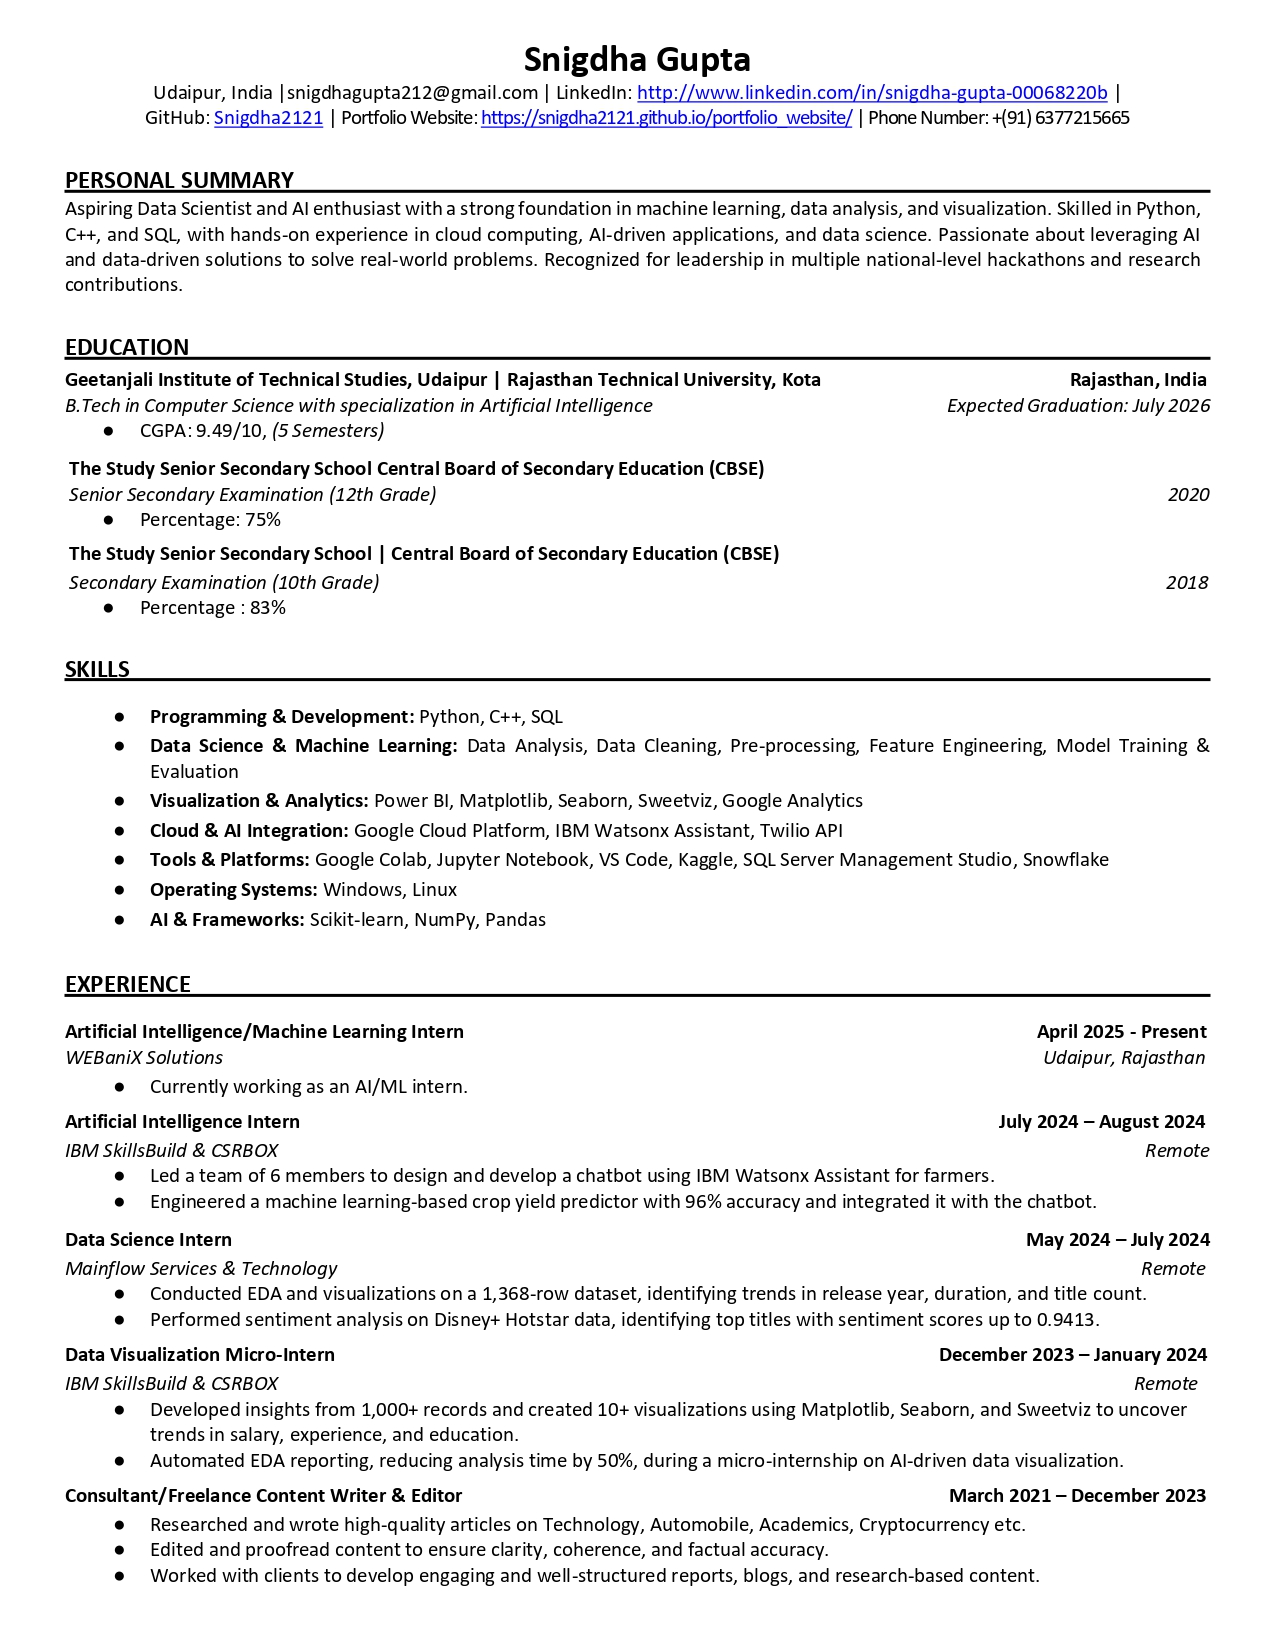 Snigdha Gupta
Udaipur, India |snigdhagupta212@gmail.com | LinkedIn: http://www.linkedin.com/in/snigdha-gupta-00068220b |
GitHub: Snigdha2121 | Portfolio Website: https://snigdha2121.github.io/portfolio_website/ | Phone Number: +(91) 6377215665
PERSONAL SUMMARY
Aspiring Data Scientist and AI enthusiast with a strong foundation in machine learning, data analysis, and visualization. Skilled in Python,
C++, and SQL, with hands-on experience in cloud computing, AI-driven applications, and data science. Passionate about leveraging AI
and data-driven solutions to solve real-world problems. Recognized for leadership in multiple national-level hackathons and research
contributions.
EDUCATION
Geetanjali Institute of Technical Studies, Udaipur | Rajasthan Technical University, Kota Rajasthan, India
B.Tech in Computer Science with specialization in Artificial Intelligence Expected Graduation: July 2026
● CGPA: 9.49/10, (5 Semesters)
The Study Senior Secondary School Central Board of Secondary Education (CBSE)
Senior Secondary Examination (12th Grade) 2020
● Percentage: 75%
The Study Senior Secondary School | Central Board of Secondary Education (CBSE)
Secondary Examination (10th Grade) 2018
● Percentage : 83%
SKILLS
● Programming & Development: Python, C++, SQL
● Data Science & Machine Learning: Data Analysis, Data Cleaning, Pre-processing, Feature Engineering, Model Training &
Evaluation
● Visualization & Analytics: Power BI, Matplotlib, Seaborn, Sweetviz, Google Analytics
● Cloud & AI Integration: Google Cloud Platform, IBM Watsonx Assistant, Twilio API
● Tools & Platforms: Google Colab, Jupyter Notebook, VS Code, Kaggle, SQL Server Management Studio, Snowflake
● Operating Systems: Windows, Linux
● AI & Frameworks: Scikit-learn, NumPy, Pandas
EXPERIENCE
Artificial Intelligence/Machine Learning Intern April 2025 - Present
WEBaniX Solutions Udaipur, Rajasthan
● Currently working as an AI/ML intern.
Artificial Intelligence Intern July 2024 – August 2024
IBM SkillsBuild & CSRBOX Remote
● Led a team of 6 members to design and develop a chatbot using IBM Watsonx Assistant for farmers.
● Engineered a machine learning-based crop yield predictor with 96% accuracy and integrated it with the chatbot.
Data Science Intern May 2024 – July 2024
Mainflow Services & Technology Remote
● Conducted EDA and visualizations on a 1,368-row dataset, identifying trends in release year, duration, and title count.
● Performed sentiment analysis on Disney+ Hotstar data, identifying top titles with sentiment scores up to 0.9413.
Data Visualization Micro-Intern December 2023 – January 2024
IBM SkillsBuild & CSRBOX Remote
● Developed insights from 1,000+ records and created 10+ visualizations using Matplotlib, Seaborn, and Sweetviz to uncover
trends in salary, experience, and education.
● Automated EDA reporting, reducing analysis time by 50%, during a micro-internship on AI-driven data visualization.
Consultant/Freelance Content Writer & Editor March 2021 – December 2023
● Researched and wrote high-quality articles on Technology, Automobile, Academics, Cryptocurrency etc.
● Edited and proofread content to ensure clarity, coherence, and factual accuracy.
● Worked with clients to develop engaging and well-structured reports, blogs, and research-based content.